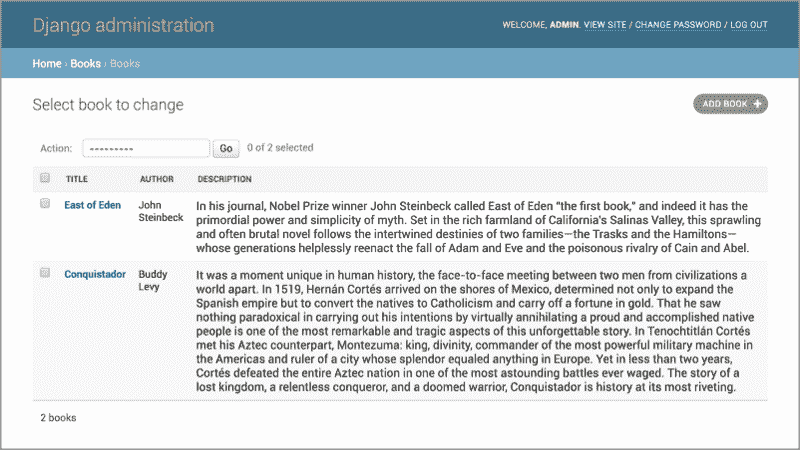 Django administration
WELCOME, ADMIN. VIEW SITE / CHANGE PASSWORD / LOG OUT
Home › Books › Books
Select book to change
ADD BOOK +
Action: --------- Go 0 of 2 selected
TITLE AUTHOR DESCRIPTION
East of Eden
John
Steinbeck
In his journal, Nobel Prize winner John Steinbeck called East of Eden "the first book," and indeed it has the
primordial power and simplicity of myth. Set in the rich farmland of California's Salinas Valley, this sprawling
and often brutal novel follows the intertwined destinies of two families—the Trasks and the Hamiltons—
whose generations helplessly reenact the fall of Adam and Eve and the poisonous rivalry of Cain and Abel.
Conquistador
Buddy
Levy
It was a moment unique in human history, the face-to-face meeting between two men from civilizations a
world apart. In 1519, Hernán Cortés arrived on the shores of Mexico, determined not only to expand the
Spanish empire but to convert the natives to Catholicism and carry off a fortune in gold. That he saw
nothing paradoxical in carrying out his intentions by virtually annihilating a proud and accomplished native
people is one of the most remarkable and tragic aspects of this unforgettable story. In Tenochtitlán Cortés
met his Aztec counterpart, Montezuma: king, divinity, commander of the most powerful military machine in
the Americas and ruler of a city whose splendor equaled anything in Europe. Yet in less than two years,
Cortés defeated the entire Aztec nation in one of the most astounding battles ever waged. The story of a
lost kingdom, a relentless conqueror, and a doomed warrior, Conquistador is history at its most riveting.
2 books